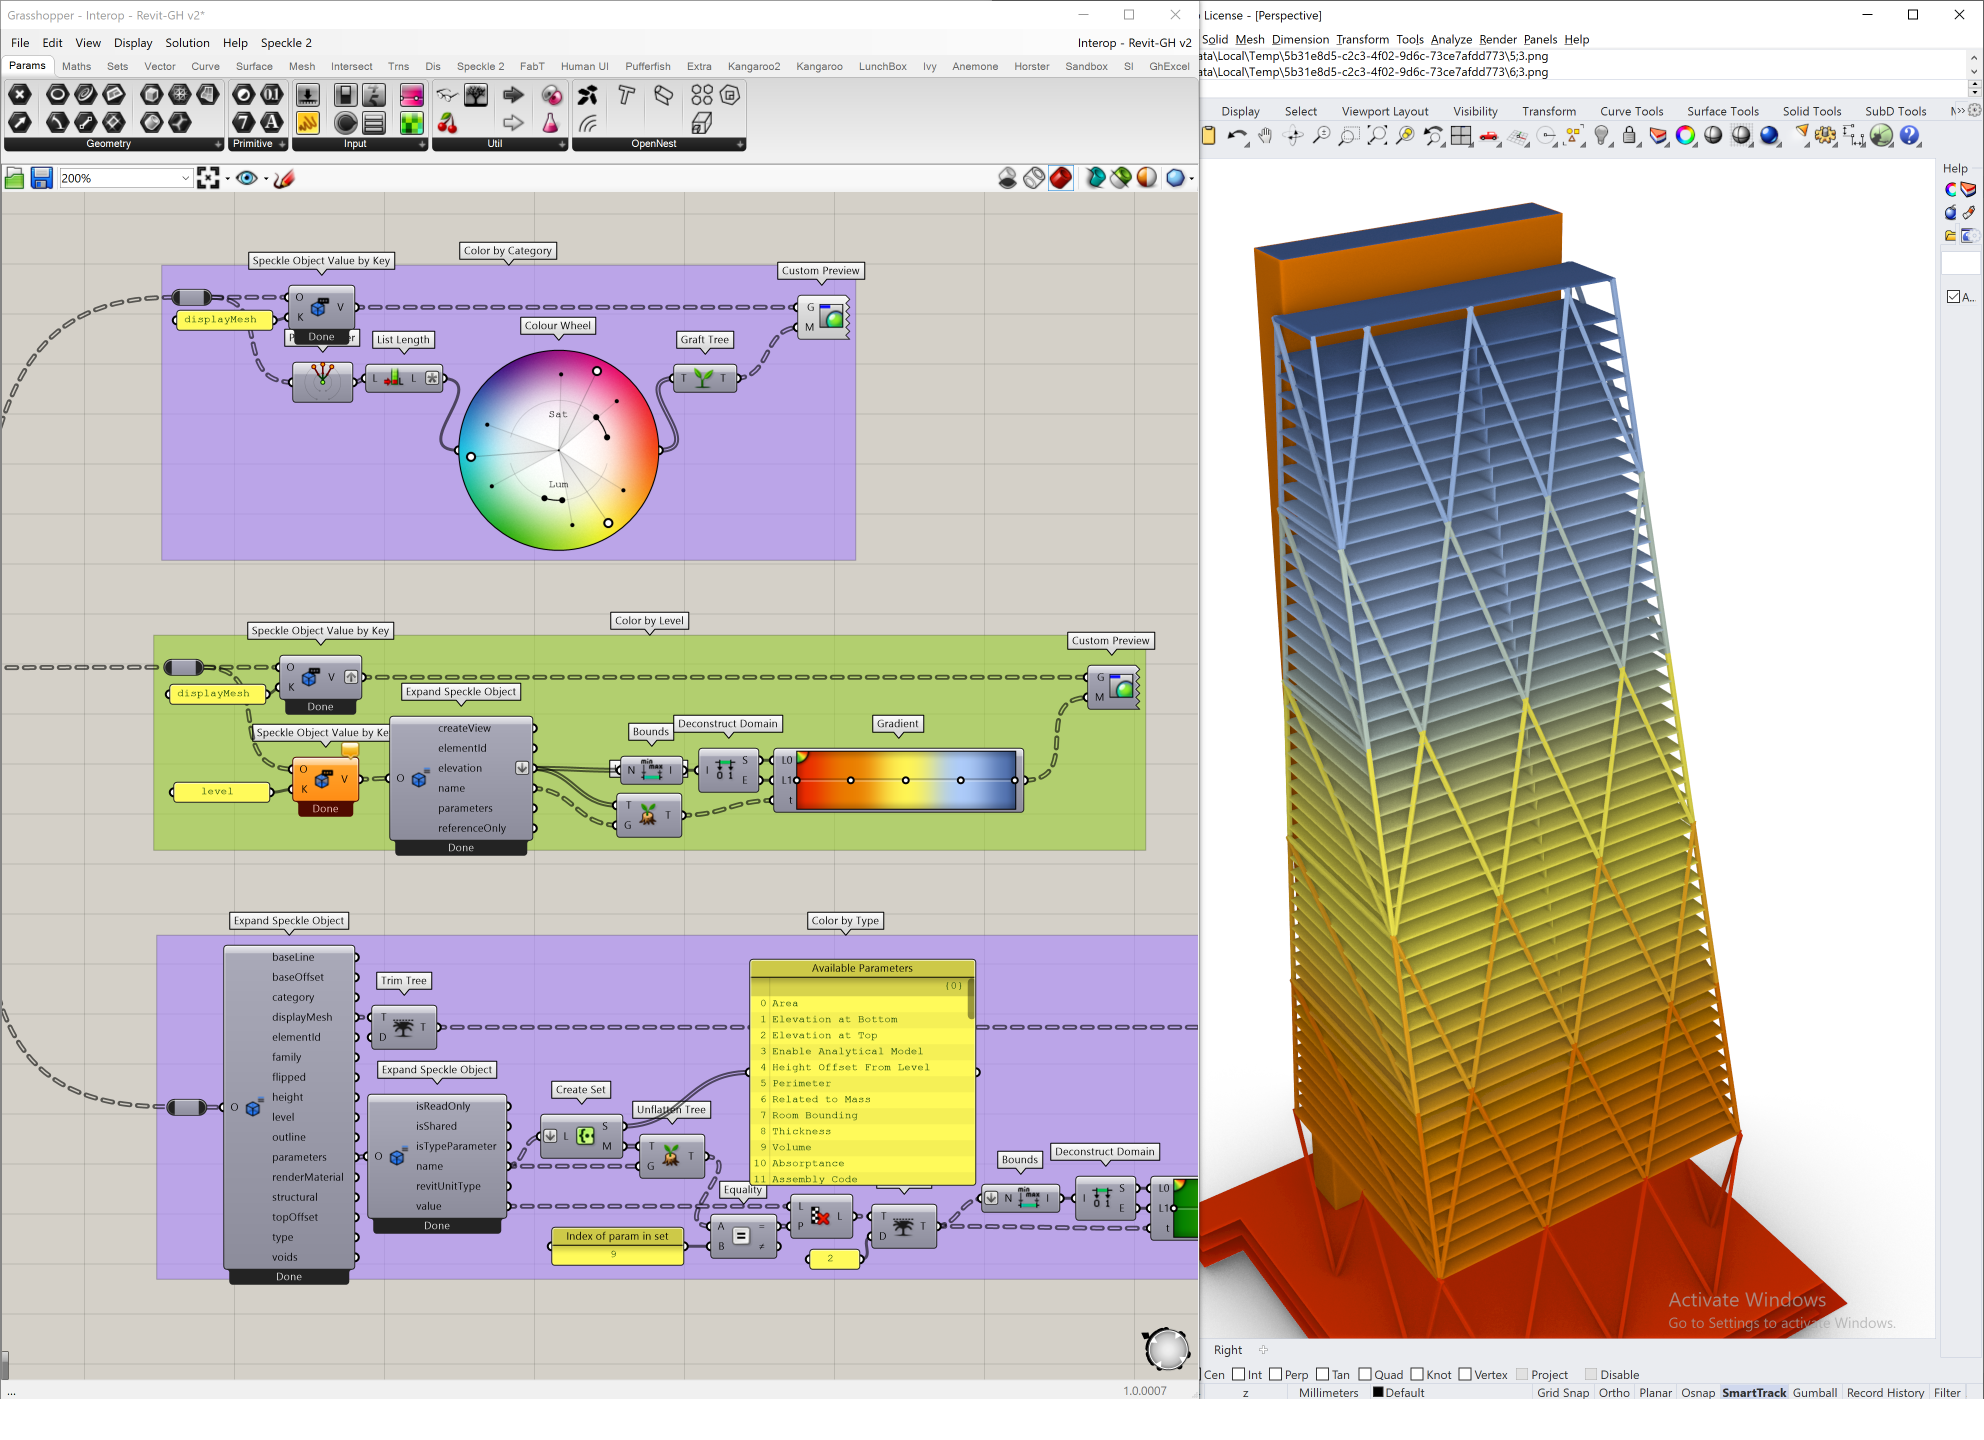 Grasshopper - Interop - Revit-GH v2*
File Edit View Display Solution Help Speckle 2
Interop - Revit-GH v2
Params Maths Sets Vector Curve Surface Mesh Intersect Trns Dis Speckle 2 FabT Human UI Pufferfish Extra Kangaroo2 Kangaroo LunchBox Ivy Anemone Horster Sandbox SI GhExcel
Geometry Primitive Input Util OpenNest
200%
Color by Category
Speckle Object Value by Key
Custom Preview
O
K
V
displayMesh
Done
G
M
List Length
Colour Wheel
Graft Tree
L L
T T
Sat
Lum
Color by Level
Speckle Object Value by Key
Custom Preview
O
K
V
displayMesh
Done
G
M
Expand Speckle Object
Speckle Object Value by Ke
Bounds
Deconstruct Domain
Gradient
O
K
V
level
Done
O
createView
elementId
elevation
name
parameters
referenceOnly
Done
N I
I
S
E
L0
L1
t
T
G
T
Expand Speckle Object
Color by Type
O
baseLine
baseOffset
category
displayMesh
elementId
family
flipped
height
level
outline
parameters
renderMaterial
structural
topOffset
type
voids
Done
Trim Tree
T
D
T
Expand Speckle Object
O
isReadOnly
isShared
isTypeParameter
name
revitUnitType
value
Done
Create Set
L
S
M
Unflatten Tree
T
G
T
Available Parameters
{0}
0 Area
1 Elevation at Bottom
2 Elevation at Top
3 Enable Analytical Model
4 Height Offset From Level
5 Perimeter
6 Related to Mass
7 Room Bounding
8 Thickness
9 Volume
10 Absorptance
11 Assembly Code
Equality
A
B
=
≠
Index of param in set
9
L
P
L
2
T
D
T
Bounds
N I
Deconstruct Domain
I
S
E
L0
L1
t
...
1.0.0007
License - [Perspective]
Solid Mesh Dimension Transform Tools Analyze Render Panels Help
ata\Local\Temp\5b31e8d5-c2c3-4f02-9d6c-73ce7afdd773\5;3.png
ata\Local\Temp\5b31e8d5-c2c3-4f02-9d6c-73ce7afdd773\6;3.png
Display Select Viewport Layout Visibility Transform Curve Tools Surface Tools Solid Tools SubD Tools
Help
A...
Activate Windows
Go to Settings to activate Windows.
Right
Cen Int Perp Tan Quad Knot Vertex Project Disable
z Millimeters Default Grid Snap Ortho Planar Osnap SmartTrack Gumball Record History Filter